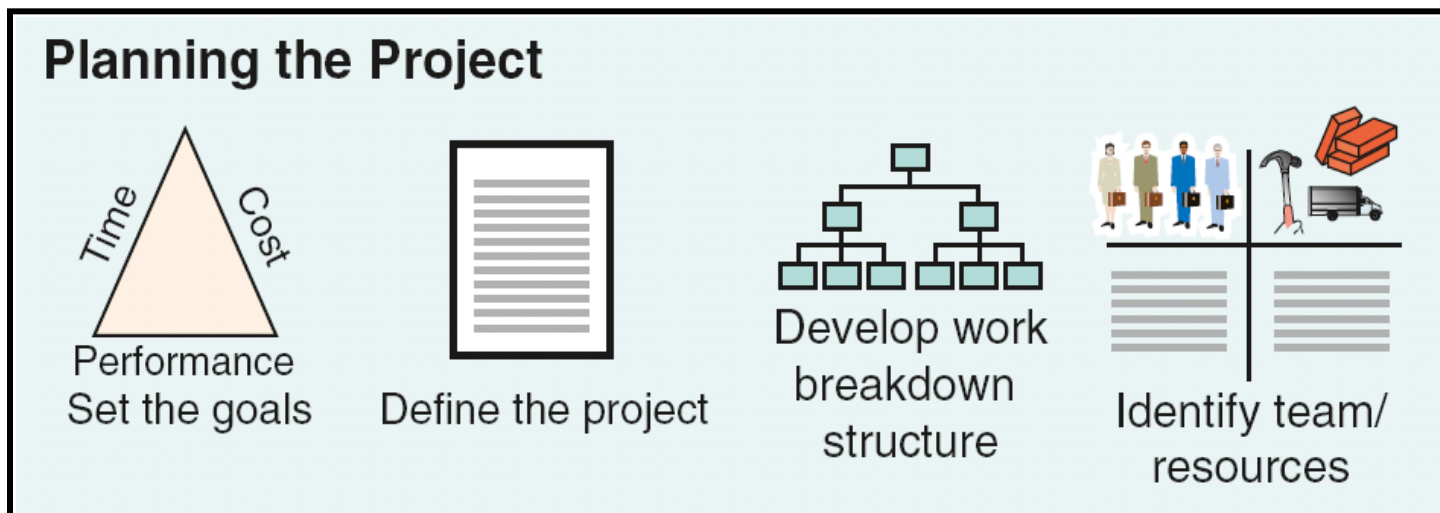 Planning the Project
Time
Cost
Performance
Set the goals
Define the project
Develop work
breakdown
structure
Identify team/
resources